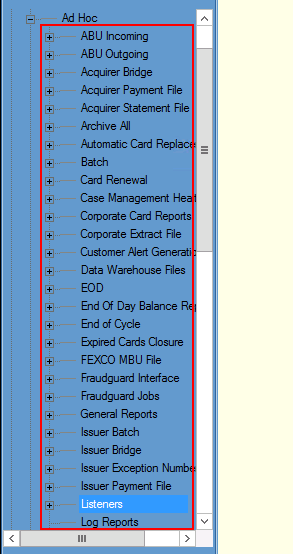 Ad Hoc
ABU Incoming
ABU Outgoing
Acquirer Bridge
Acquirer Payment File
Acquirer Statement File
Archive All
Automatic Card Replace
Batch
Card Renewal
Case Management Heat
Corporate Card Reports
Corporate Extract File
Customer Alert Generatic
Data Warehouse Files
EOD
End Of Day Balance Rep
End of Cycle
Expired Cards Closure
FEXCO MBU File
Fraudguard Interface
Fraudguard Jobs
General Reports
Issuer Batch
Issuer Bridge
Issuer Exception Numbe
Issuer Payment File
Listeners
Log Reports